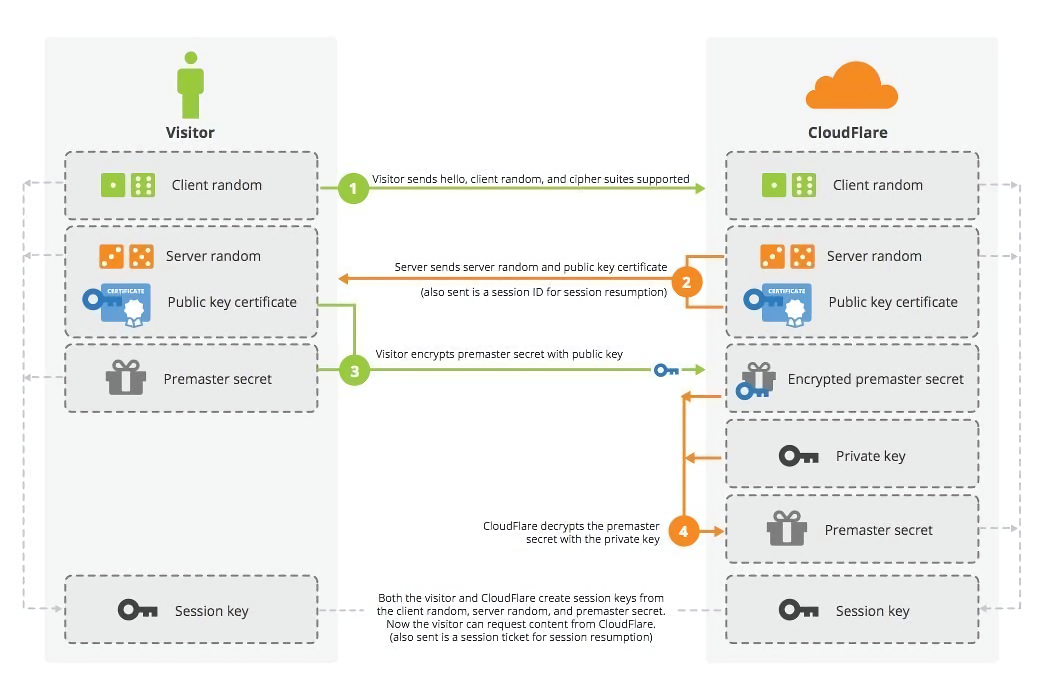 Visitor
CloudFlare
Client random
1
Visitor sends hello, client random, and cipher suites supported
Client random
Server random
Server sends server random and public key certificate
2
(also sent is a session ID for session resumption)
Server random
CERTIFICATE
Public key certificate
CERTIFICATE
Public key certificate
Visitor encrypts premaster secret with public key
3
Premaster secret
Encrypted premaster secret
Private key
CloudFlare decrypts the premaster
secret with the private key
4
Premaster secret
Session key
Both the visitor and CloudFlare create session keys from
the client random, server random, and premaster secret.
Now the visitor can request content from CloudFlare.
(also sent is a session ticket for session resumption)
Session key